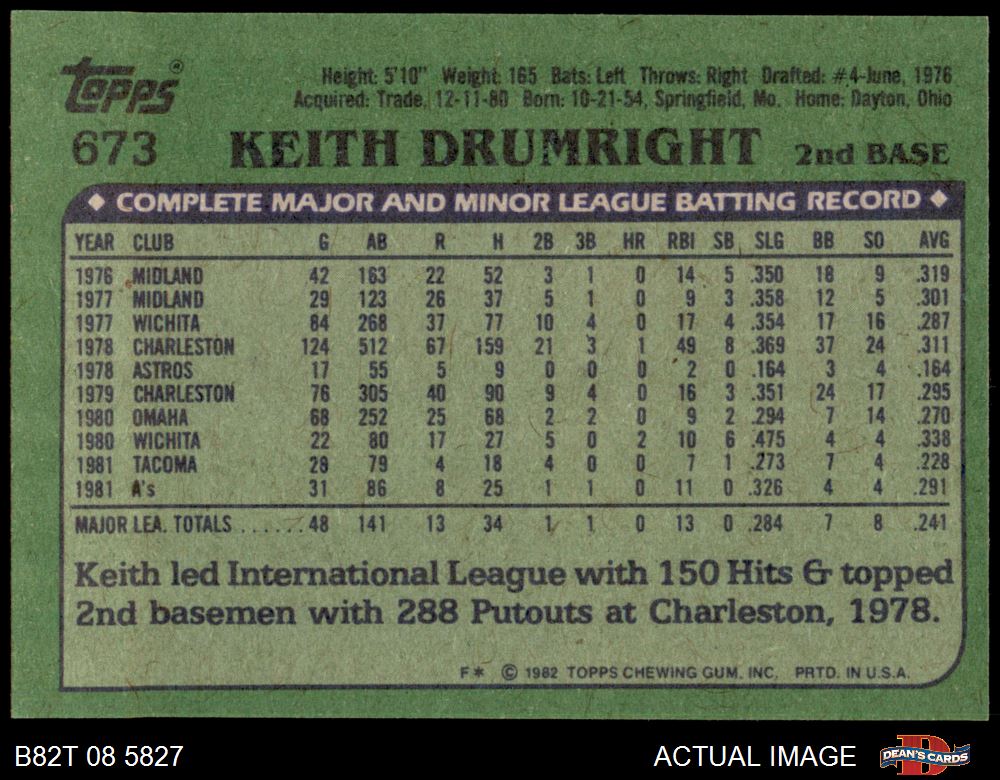 Topps®
Height: 5'10" Weight: 165 Bats: Left Throws: Right Drafted: #4-June, 1976
Acquired: Trade, 12-11-80 Born: 10-21-54, Springfield, Mo. Home: Dayton, Ohio
673 KEITH DRUMRIGHT 2nd BASE
◆ COMPLETE MAJOR AND MINOR LEAGUE BATTING RECORD ◆
YEAR CLUB G AB R H 2B 3B HR RBI SB SLG BB SO AVG
1976 MIDLAND 42 163 22 52 3 1 0 14 5 .350 18 9 .319
1977 MIDLAND 29 123 26 37 5 1 0 9 3 .358 12 5 .301
1977 WICHITA 84 268 37 77 10 4 0 17 4 .354 17 16 .287
1978 CHARLESTON 124 512 67 159 21 3 1 49 8 .369 37 24 .311
1978 ASTROS 17 55 5 9 0 0 0 2 0 .164 3 4 .164
1979 CHARLESTON 76 305 40 90 9 4 0 16 3 .351 24 17 .295
1980 OMAHA 68 252 25 68 2 2 0 9 2 .294 7 14 .270
1980 WICHITA 22 80 17 27 5 0 2 10 6 .475 4 4 .338
1981 TACOMA 28 79 4 18 4 0 0 7 1 .273 7 4 .228
1981 A's 31 86 8 25 1 1 0 11 0 .326 4 4 .291
MAJOR LEA. TOTALS ...... 48 141 13 34 1 1 0 13 0 .284 7 8 .241
Keith led International League with 150 Hits & topped
2nd basemen with 288 Putouts at Charleston, 1978.
F* © 1982 TOPPS CHEWING GUM, INC. PRTD. IN U.S.A.
B82T 08 5827 ACTUAL IMAGE DEAN'S CARDS